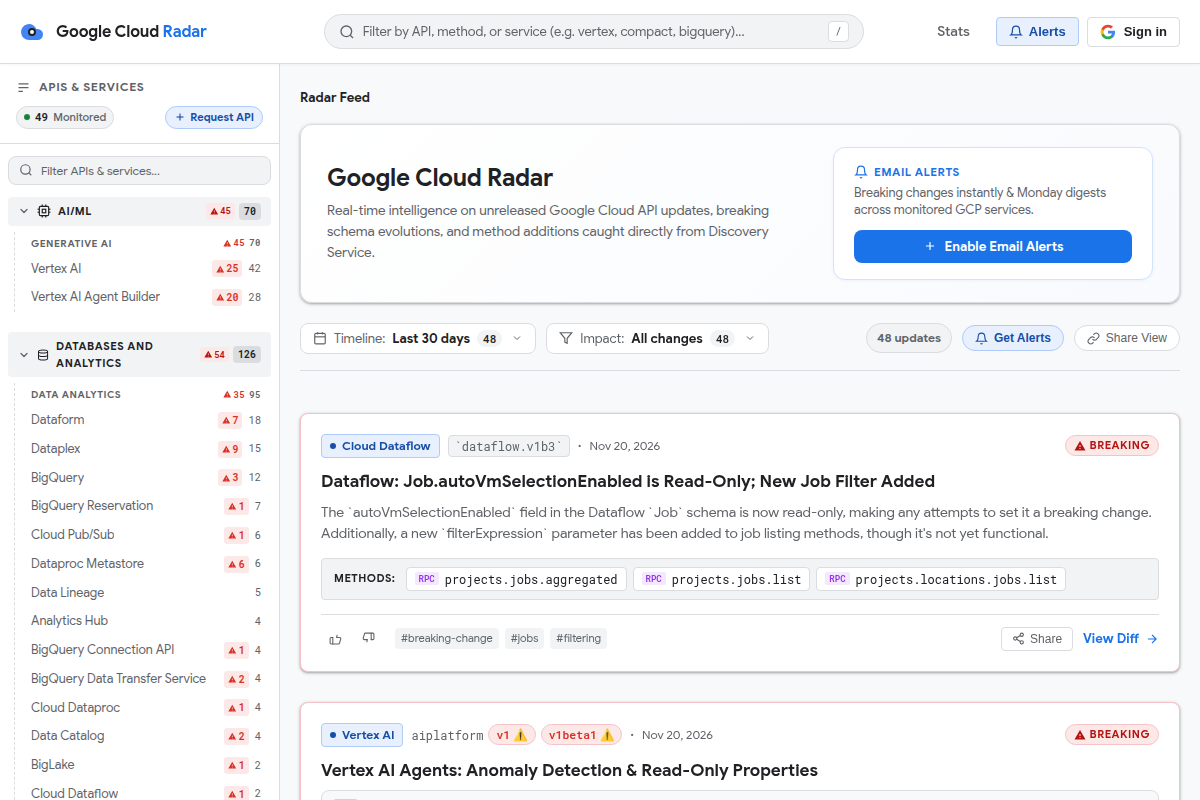 Google Cloud Radar
Filter by API, method, or service (e.g. vertex, compact, bigquery)...
/
Stats
Alerts
Sign in
APIS & SERVICES
49 Monitored
+ Request API
Filter APIs & services...
AI/ML
45
70
GENERATIVE AI
45 70
Vertex AI
25
42
Vertex AI Agent Builder
20
28
DATABASES AND
ANALYTICS
54
126
DATA ANALYTICS
35 95
Dataform
7
18
Dataplex
9
15
BigQuery
3
12
BigQuery Reservation
1
7
Cloud Pub/Sub
1
6
Dataproc Metastore
6
6
Data Lineage
5
Analytics Hub
4
BigQuery Connection API
1
4
BigQuery Data Transfer Service
2
4
Cloud Dataproc
1
4
Data Catalog
2
4
BigLake
1
2
Cloud Dataflow
1
2
Radar Feed
Google Cloud Radar
Real-time intelligence on unreleased Google Cloud API updates, breaking
schema evolutions, and method additions caught directly from Discovery
Service.
EMAIL ALERTS
Breaking changes instantly & Monday digests
across monitored GCP services.
+ Enable Email Alerts
Timeline: Last 30 days 48
Impact: All changes 48
48 updates
Get Alerts
Share View
Cloud Dataflow
`dataflow.v1b3`
· Nov 20, 2026
BREAKING
Dataflow: Job.autoVmSelectionEnabled Is Read-Only; New Job Filter Added
The `autoVmSelectionEnabled` field in the Dataflow `Job` schema is now read-only, making any attempts to set it a breaking change.
Additionally, a new `filterExpression` parameter has been added to job listing methods, though it's not yet functional.
METHODS:
RPC projects.jobs.aggregated
RPC projects.jobs.list
RPC projects.locations.jobs.list
#breaking-change
#jobs
#filtering
Share
View Diff →
Vertex AI
aiplatform
v1
v1beta1
· Nov 20, 2026
BREAKING
Vertex AI Agents: Anomaly Detection & Read-Only Properties